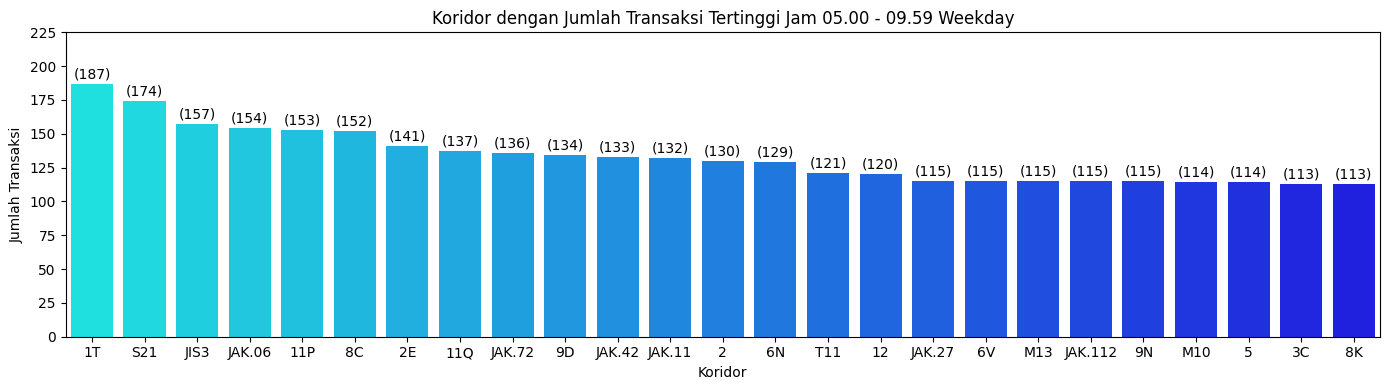 Koridor dengan Jumlah Transaksi Tertinggi Jam 05.00 - 09.59 Weekday
Jumlah Transaksi
225
200
175
150
125
100
75
50
25
0
(187) (174) (157) (154) (153) (152) (141) (137) (136) (134) (133) (132) (130) (129) (121) (120) (115) (115) (115) (115) (115) (114) (114) (113) (113)
1T S21 JIS3 JAK.06 11P 8C 2E 11Q JAK.72 9D JAK.42 JAK.11 2 6N T11 12 JAK.27 6V M13 JAK.112 9N M10 5 3C 8K
Koridor